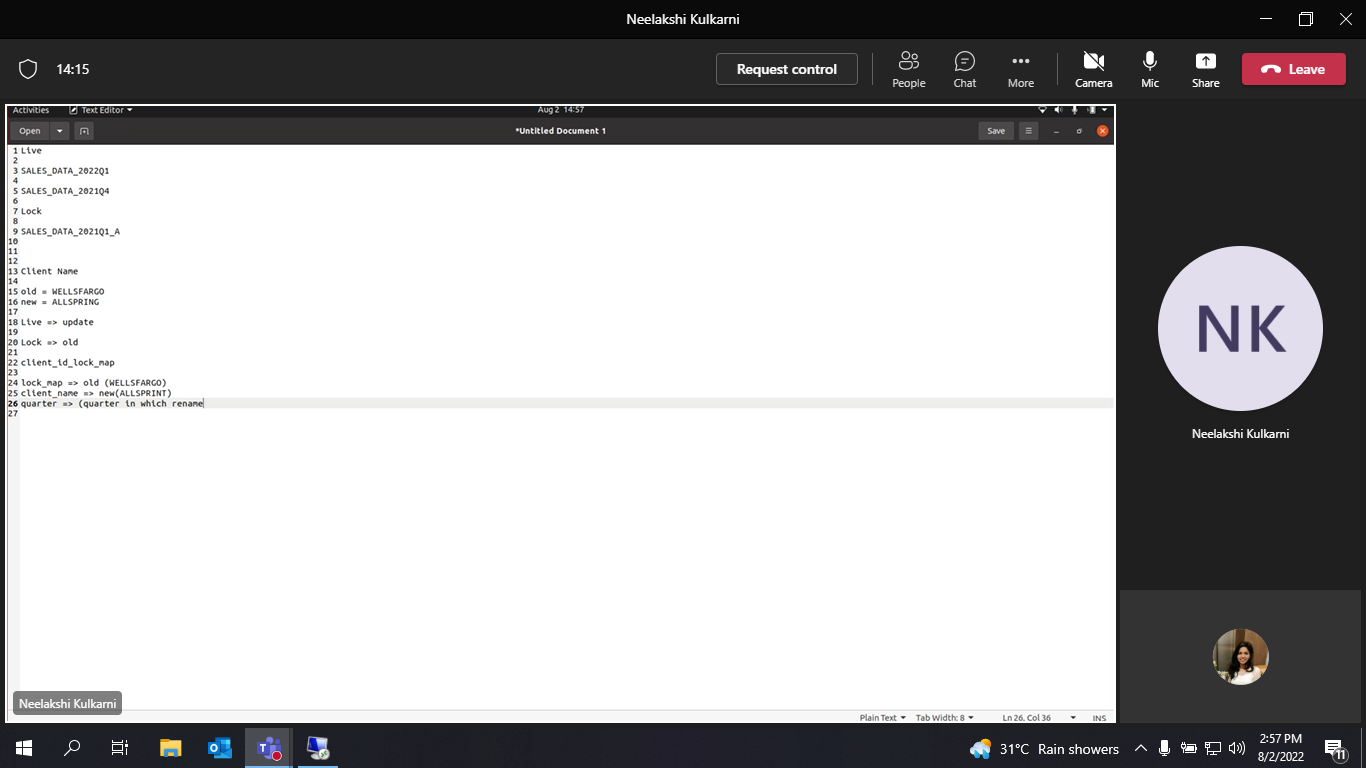 Neelakshi Kulkarni
14:15
Request control
People
Chat
More
Camera
Mic
Share
Leave
Activities
Text Editor
Aug 2 14:57
Open
*Untitled Document 1
Save
1 Live
2
3 SALES_DATA_2022Q1
4
5 SALES_DATA_2021Q4
6
7 Lock
8
9 SALES_DATA_2021Q1_A
10
11
12
13 Client Name
14
15 old = WELLSFARGO
16 new = ALLSPRING
17
18 Live => update
19
20 Lock => old
21
22 client_id_lock_map
23
24 lock_map => old (WELLSFARGO)
25 client_name => new(ALLSPRINT)
26 quarter => (quarter in which rename
27
NK
Neelakshi Kulkarni
Neelakshi Kulkarni
Plain Text
Tab Width: 8
Ln 26, Col 36
INS
31°C Rain showers
2:57 PM
8/2/2022
11